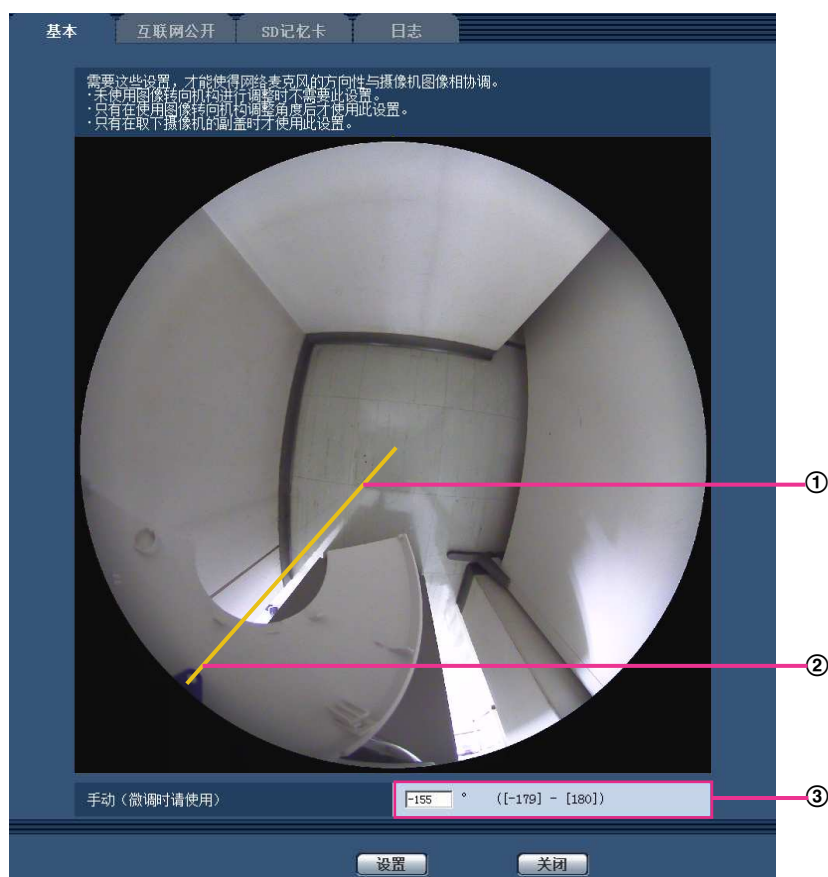 基本 互联网公开 SD记忆卡 日志
需要这些设置，才能使得网络麦克风的方向性与摄像机图像相协调。
·未使用图像转向机构进行调整时不需要此设置。
·只有在使用图像转向机构调整角度后才使用此设置。
·只有在取下摄像机的副盖时才使用此设置。
①
②
手动（微调时请使用） -155 ° ([-179] - [180]) ③
设置 关闭